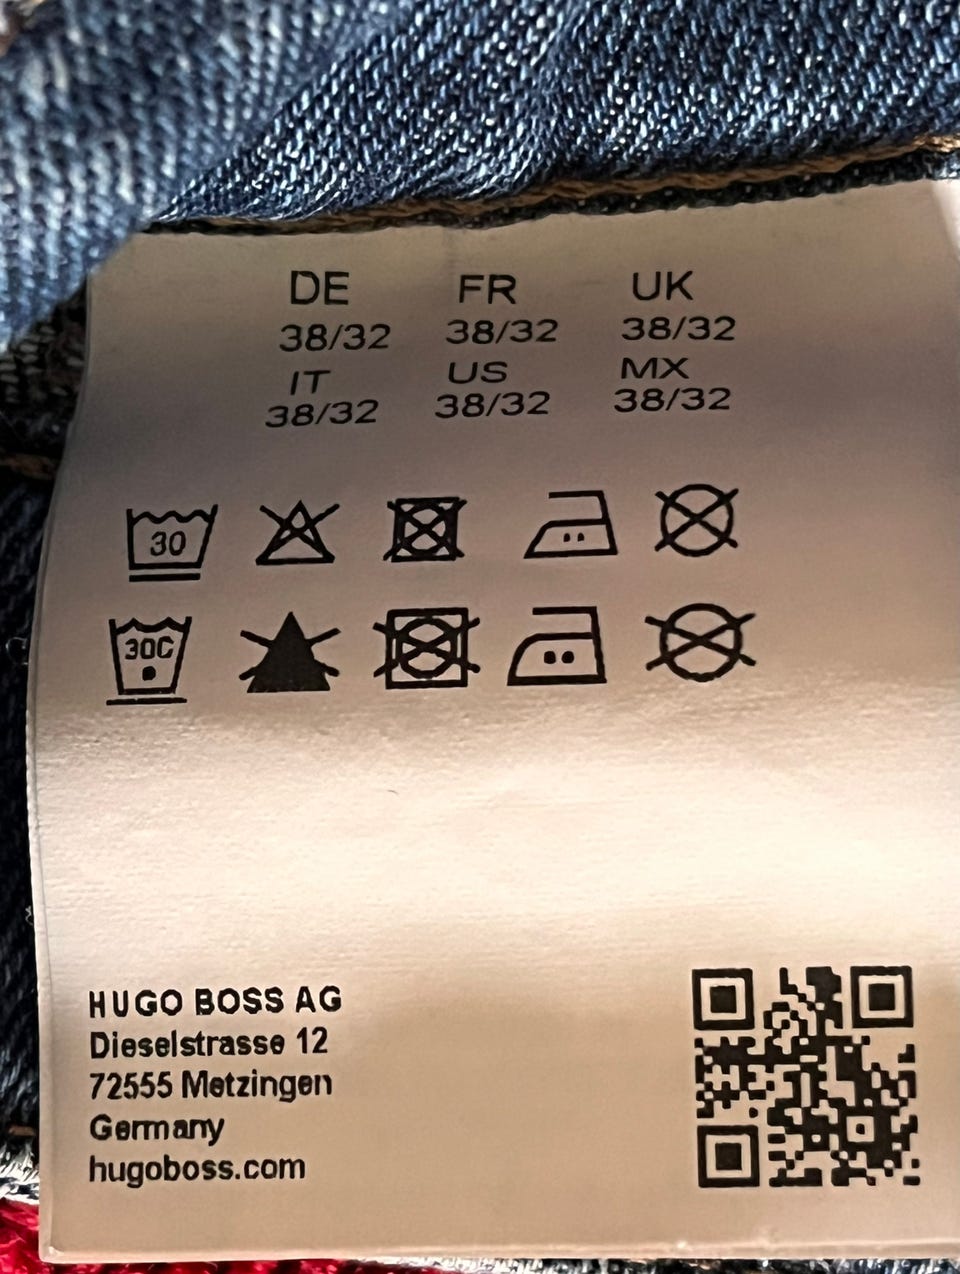 DE FR UK
38/32 38/32 38/32
IT US MX
38/32 38/32 38/32
30
30C
HUGO BOSS AG
Dieselstrasse 12
72555 Metzingen
Germany
hugoboss.com